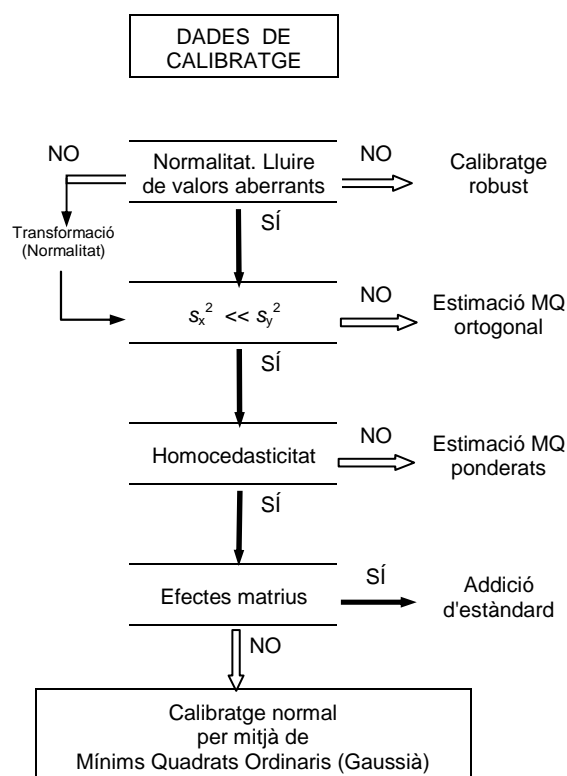 DADES DE
CALIBRATGE
NO
Normalitat. Lluire
de valors aberrants
NO
Calibratge
robust
SÍ
Transformació
(Normalitat)
sx² << sy²
NO
Estimació MQ
ortogonal
SÍ
Homocedasticitat
NO
Estimació MQ
ponderats
SÍ
Efectes matrius
SÍ
Addició
d'estàndard
NO
Calibratge normal
per mitjà de
Mínims Quadrats Ordinaris (Gaussià)